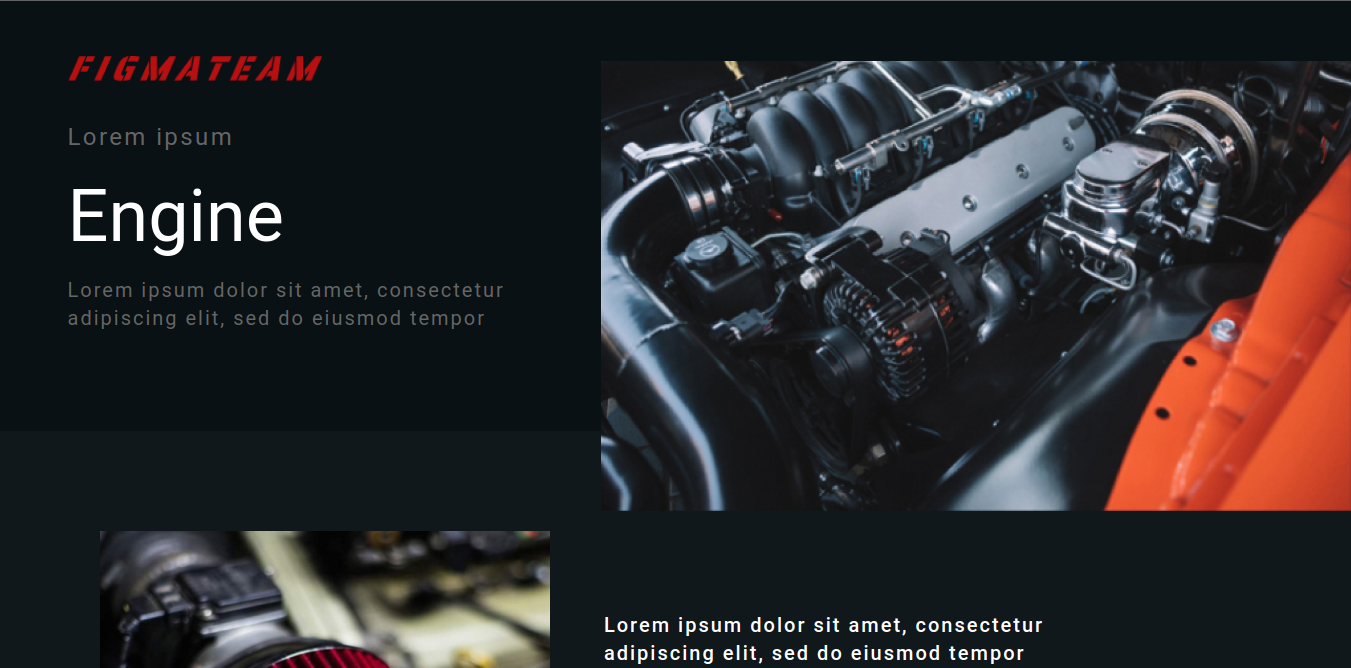 FIGMATEAM
Lorem ipsum
Engine
Lorem ipsum dolor sit amet, consectetur
adipiscing elit, sed do eiusmod tempor
Lorem ipsum dolor sit amet, consectetur
adipiscing elit, sed do eiusmod tempor